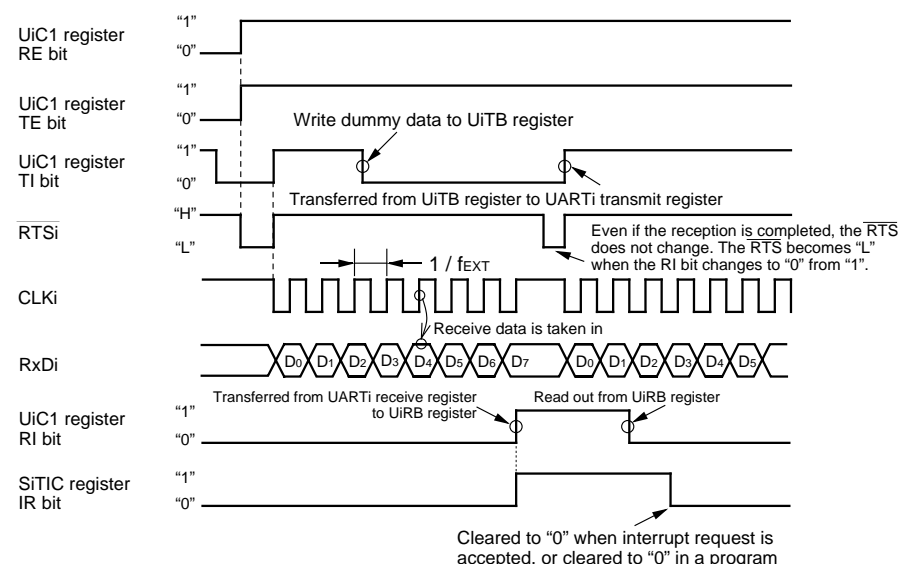 UiC1 register
RE bit
“1”
“0”
UiC1 register
TE bit
“1”
“0”
Write dummy data to UiTB register
UiC1 register
TI bit
“1”
“0”
Transferred from UiTB register to UARTi transmit register
RTSi
“H”
“L”
Even if the reception is completed, the RTS
does not change. The RTS becomes “L”
when the RI bit changes to “0” from “1”.
1 / fEXT
CLKi
Receive data is taken in
RxDi
D0 D1 D2 D3 D4 D5 D6 D7 D0 D1 D2 D3 D4 D5
Transferred from UARTi receive register
to UiRB register
Read out from UiRB register
UiC1 register
RI bit
“1”
“0”
SiTIC register
IR bit
“1”
“0”
Cleared to “0” when interrupt request is
accepted, or cleared to “0” in a program